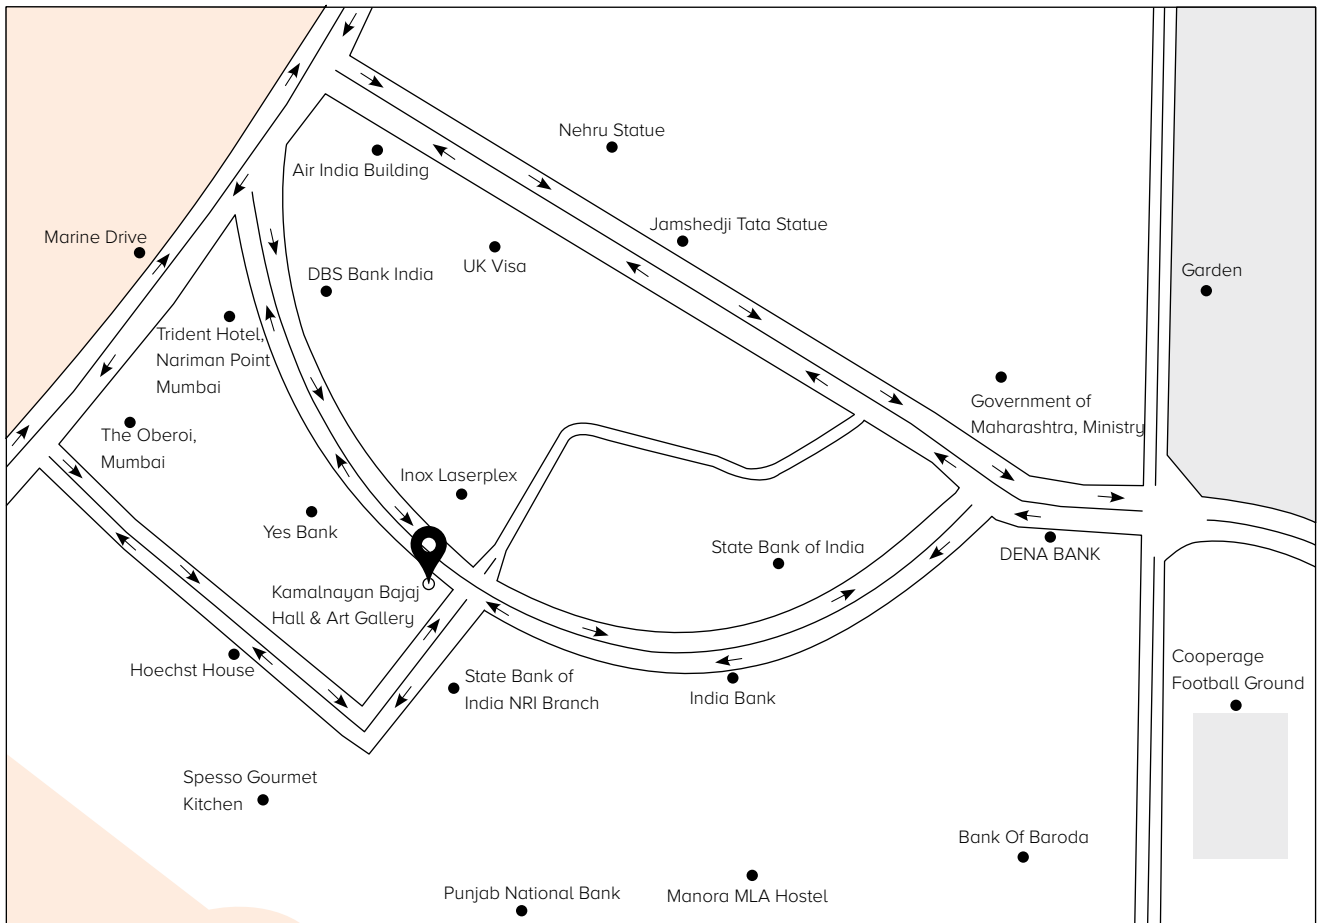 Nehru Statue
Air India Building
Jamshedji Tata Statue
Marine Drive
UK Visa
DBS Bank India
Garden
Trident Hotel,
Nariman Point
Mumbai
Government of
Maharashtra, Ministry
The Oberoi,
Mumbai
Inox Laserplex
Yes Bank
State Bank of India
DENA BANK
Kamalnayan Bajaj
Hall & Art Gallery
Hoechst House
State Bank of
India NRI Branch
India Bank
Cooperage
Football Ground
Spesso Gourmet
Kitchen
Bank Of Baroda
Punjab National Bank
Manora MLA Hostel